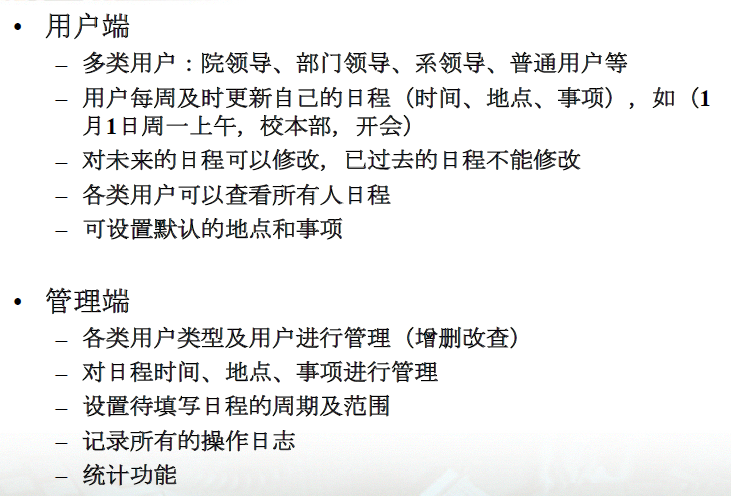 • 用户端
– 多类用户：院领导、部门领导、系领导、普通用户等
– 用户每周及时更新自己的日程（时间、地点、事项），如（1
月1日周一上午，校本部，开会）
– 对未来的日程可以修改，已过去的日程不能修改
– 各类用户可以查看所有人日程
– 可设置默认的地点和事项
• 管理端
– 各类用户类型及用户进行管理（增删改查）
– 对日程时间、地点、事项进行管理
– 设置待填写日程的周期及范围
– 记录所有的操作日志
– 统计功能